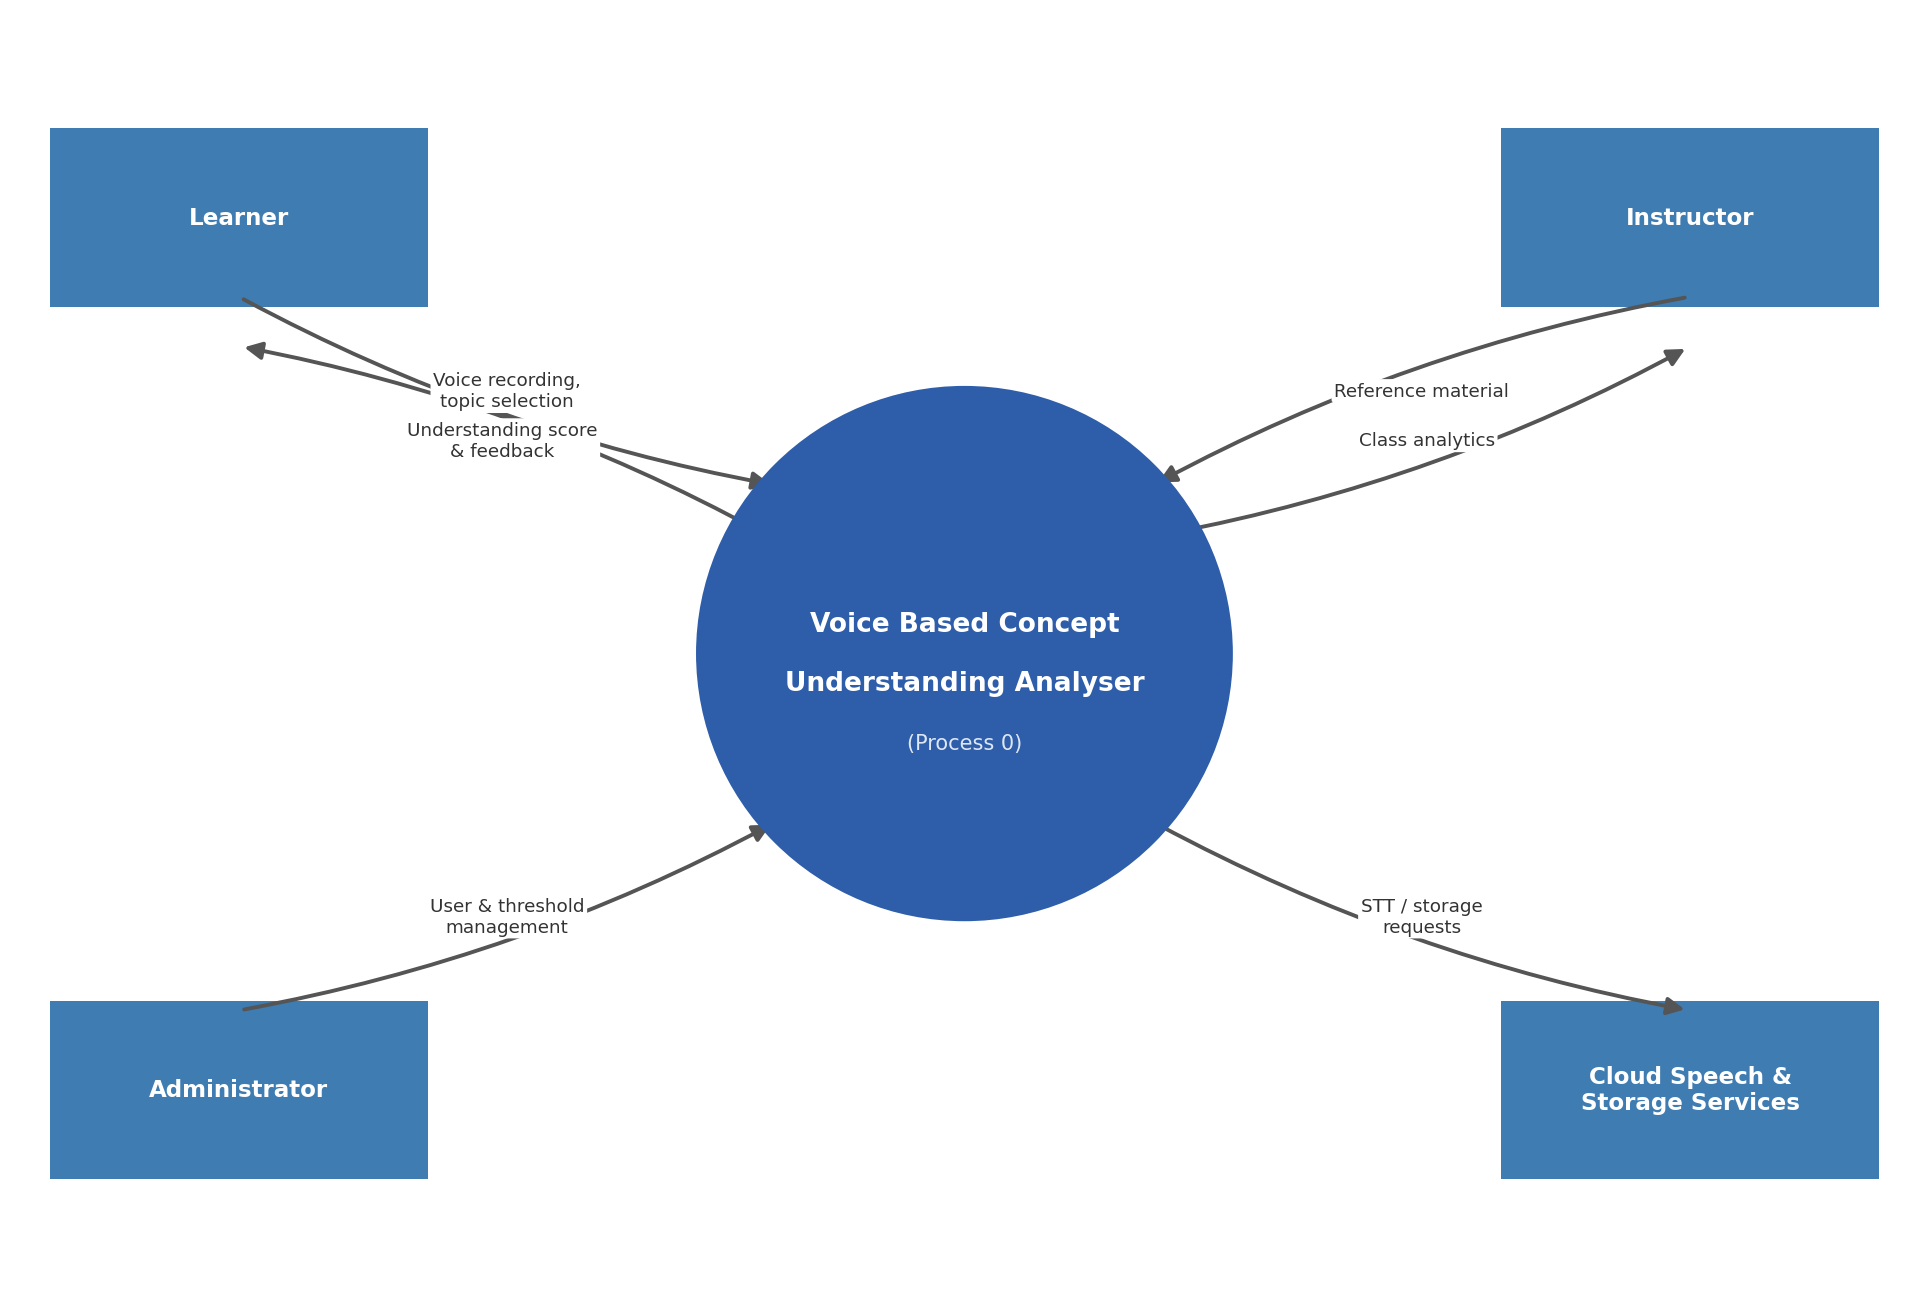 Learner
Instructor
Voice recording,
topic selection
Understanding score
& feedback
Reference material
Class analytics
Voice Based Concept
Understanding Analyser
(Process 0)
User & threshold
management
STT / storage
requests
Administrator
Cloud Speech &
Storage Services